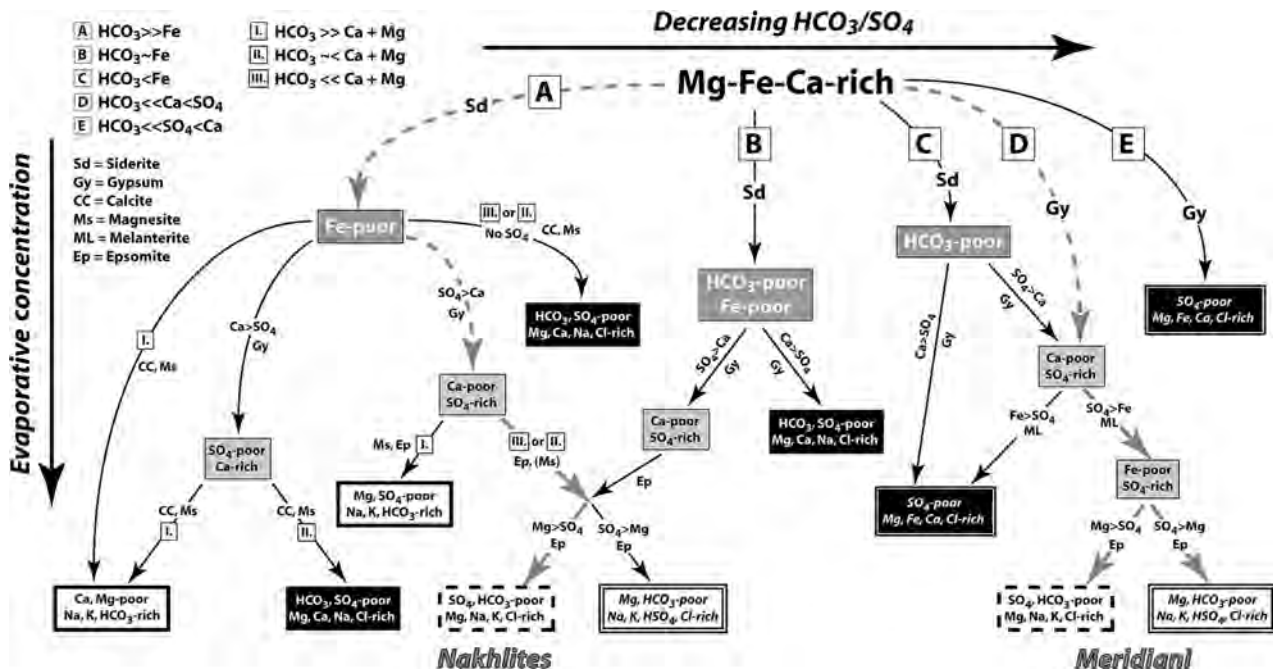 Decreasing HCO3/SO4
A HCO3>>Fe
B HCO3~Fe
C HCO3<Fe
D HCO3<<Ca<SO4
E HCO3<<SO4<Ca
I. HCO3 >> Ca + Mg
II. HCO3 ~< Ca + Mg
III. HCO3 << Ca + Mg
Sd = Siderite
Gy = Gypsum
CC = Calcite
Ms = Magnesite
ML = Melanterite
Ep = Epsomite
Evaporative concentration
Mg-Fe-Ca-rich
A
Sd
B
Sd
C
Sd
D
Gy
E
Gy
Fe-poor
III. or II.
No SO4
CC, Ms
HCO3, SO4-poor
Mg, Ca, Na, Cl-rich
I.
CC, Ms
Ca>SO4
Gy
SO4>Ca
Gy
HCO3-poor
Fe-poor
HCO3-poor
SO4-poor
Mg, Fe, Ca, Cl-rich
SO4>Ca
Gy
Ca>SO4
Gy
Ca>SO4
Gy
SO4>Ca
Gy
Ca-poor
SO4-rich
Ca-poor
SO4-rich
HCO3, SO4-poor
Mg, Ca, Na, Cl-rich
Ca-poor
SO4-rich
SO4-poor
Ca-rich
Ms, Ep I.
III. or II.
Ep, (Ms)
Ep
Fe>SO4
ML
SO4>Fe
ML
Mg, SO4-poor
Na, K, HCO3-rich
SO4-poor
Mg, Fe, Ca, Cl-rich
Fe-poor
SO4-rich
CC, Ms
I.
CC, Ms
II.
Mg>SO4
Ep
SO4>Mg
Ep
Mg>SO4
Ep
SO4>Mg
Ep
Ca, Mg-poor
Na, K, HCO3-rich
HCO3, SO4-poor
Mg, Ca, Na, Cl-rich
SO4, HCO3-poor
Mg, Na, K, Cl-rich
Mg, HCO3-poor
Na, K, HSO4, Cl-rich
SO4, HCO3-poor
Mg, Na, K, Cl-rich
Mg, HCO3-poor
Na, K, HSO4, Cl-rich
Nakhlites
Meridiani